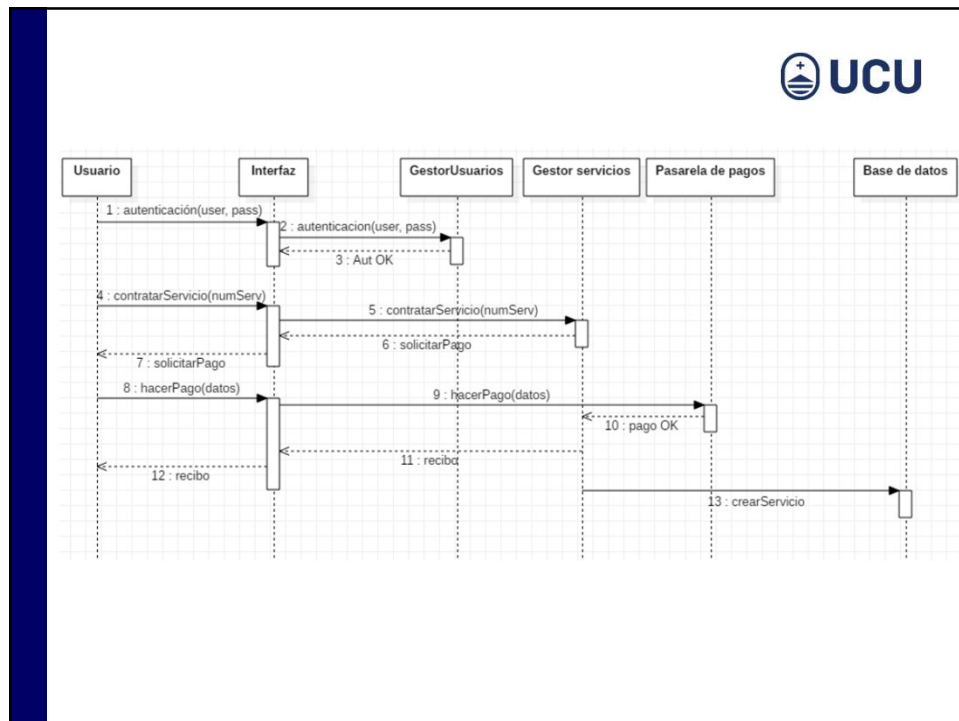 UCU
Usuario
Interfaz
GestorUsuarios
Gestor servicios
Pasarela de pagos
Base de datos
1 : autenticación(user, pass)
2 : autenticacion(user, pass)
3 : Aut OK
4 : contratarServicio(numServ)
5 : contratarServicio(numServ)
6 : solicitarPago
7 : solicitarPago
8 : hacerPago(datos)
9 : hacerPago(datos)
10 : pago OK
11 : recibo
12 : recibo
13 : crearServicio